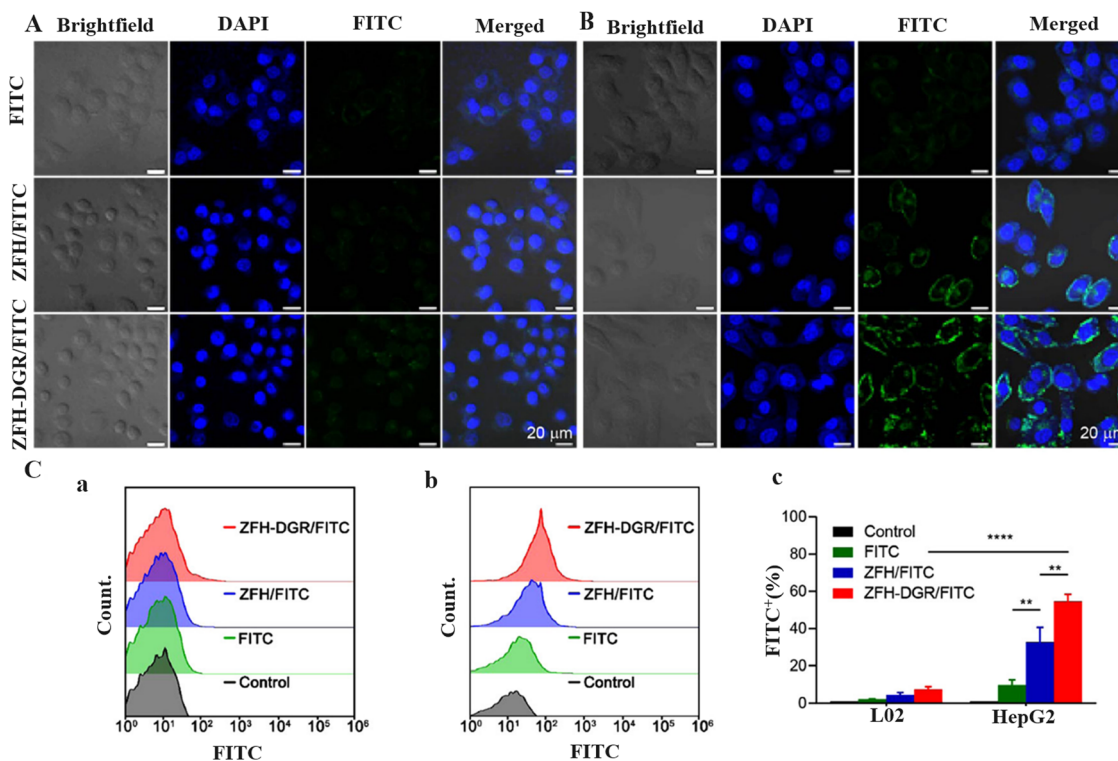 A
Brightfield
DAPI
FITC
Merged
B
Brightfield
DAPI
FITC
Merged
FITC
ZFH/FITC
ZFH-DGR/FITC
20 μm
20 μm
C
a
ZFH-DGR/FITC
ZFH/FITC
FITC
Control
Count.
10⁰ 10¹ 10² 10³ 10⁴ 10⁵ 10⁶
FITC
b
ZFH-DGR/FITC
ZFH/FITC
FITC
Control
Count.
10⁰ 10² 10³ 10⁴ 10⁵ 10⁶
FITC
c
Control
FITC
ZFH/FITC
ZFH-DGR/FITC
****
**
**
FITC⁺(%)
100
80
60
40
20
0
L02
HepG2